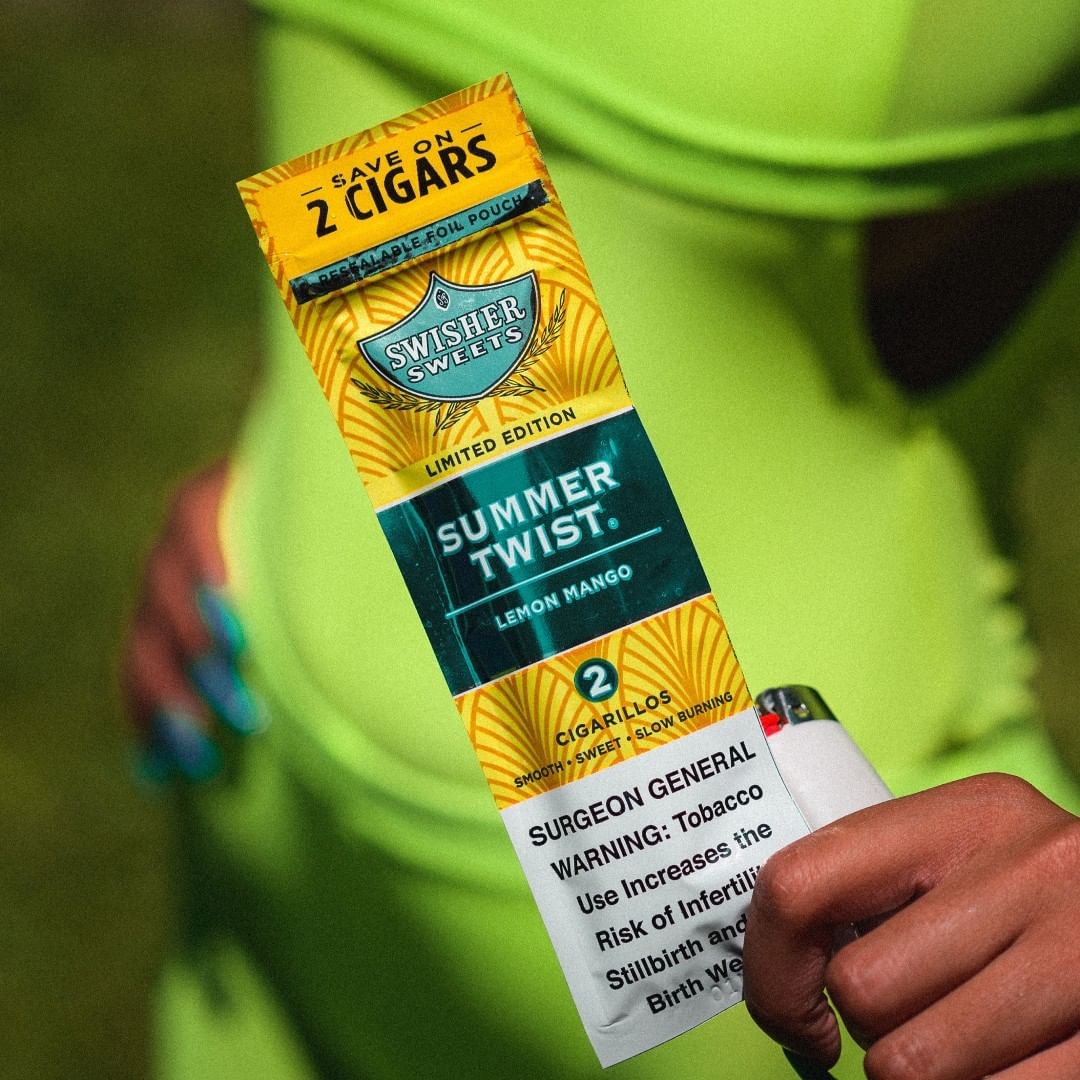 — SAVE ON —
2 CIGARS
RESEALABLE FOIL POUCH
SWISHER
SWEETS
LIMITED EDITION
SUMMER
TWIST®
LEMON MANGO
2
CIGARILLOS
SMOOTH • SWEET • SLOW BURNING
SURGEON GENERAL
WARNING: Tobacco
Use Increases the
Risk of
Stillbirth and
Birth